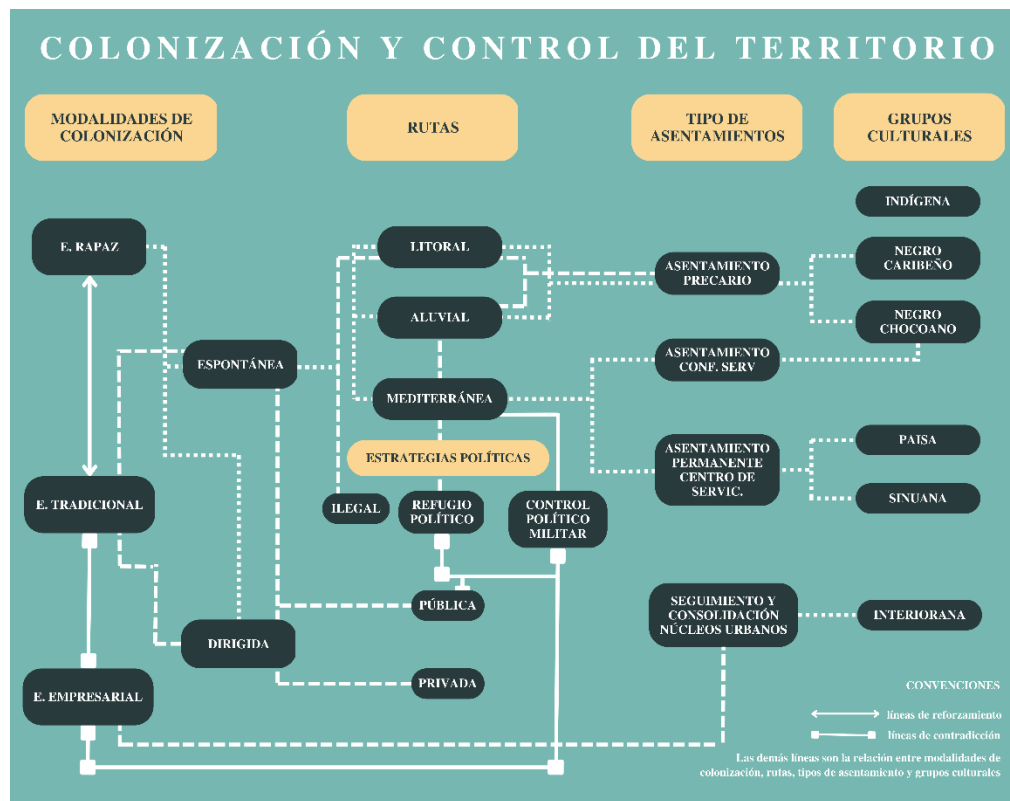 COLONIZACIÓN Y CONTROL DEL TERRITORIO
MODALIDADES DE
COLONIZACIÓN
RUTAS
TIPO DE
ASENTAMIENTOS
GRUPOS
CULTURALES
INDÍGENA
E. RAPAZ
LITORAL
ASENTAMIENTO
PRECARIO
NEGRO
CARIBEÑO
ALUVIAL
NEGRO
CHOCOANO
ESPONTÁNEA
ASENTAMIENTO
CONF. SERV
MEDITERRÁNEA
ESTRATEGIAS POLÍTICAS
ASENTAMIENTO
PERMANENTE
CENTRO DE
SERVIC.
PAISA
SINUANA
E. TRADICIONAL
ILEGAL
REFUGIO
POLÍTICO
CONTROL
POLÍTICO
MILITAR
PÚBLICA
SEGUIMIENTO Y
CONSOLIDACIÓN
NÚCLEOS URBANOS
INTERIORANA
DIRIGIDA
PRIVADA
E. EMPRESARIAL
CONVENCIONES
líneas de reforzamiento
líneas de contradicción
Las demás líneas son la relación entre modalidades de
colonización, rutas, tipos de asentamiento y grupos culturales